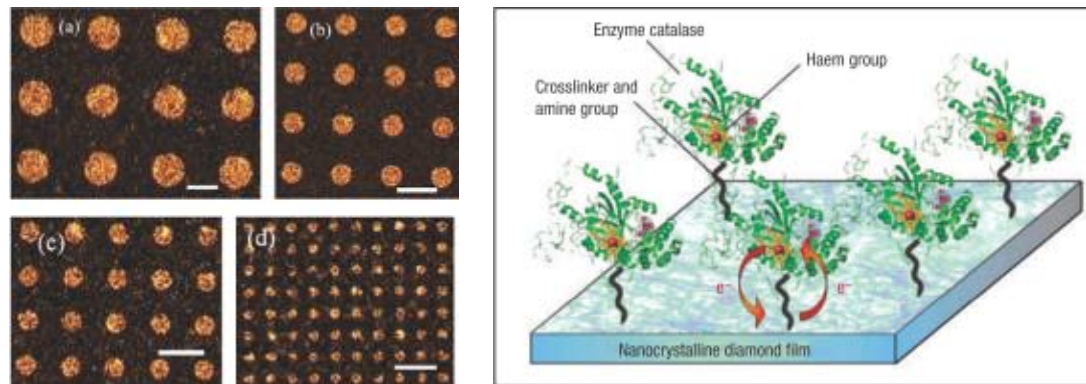 (a)
(b)
(c)
(d)
Enzyme catalase
Haem group
Crosslinker and
amine group
e⁻
e⁻
Nanocrystalline diamond film